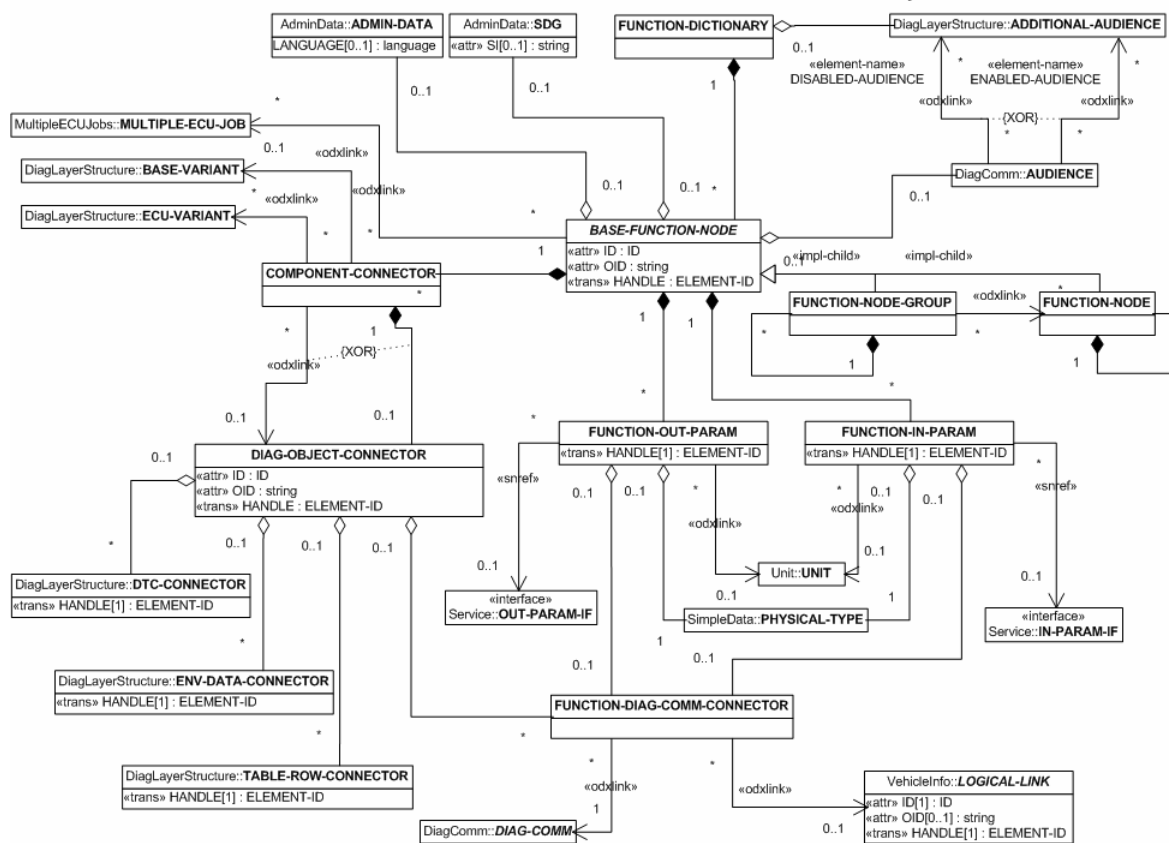 AdminData::ADMIN-DATA
LANGUAGE[0..1] : language
AdminData::SDG
«attr» SI[0..1] : string
FUNCTION-DICTIONARY
DiagLayerStructure::ADDITIONAL-AUDIENCE
0..1
«element-name»
DISABLED-AUDIENCE
*
«element-name»
ENABLED-AUDIENCE
*
0..1
0..1
1
«odxlink»
«odxlink»
{XOR}
*
*
*
MultipleECUJobs::MULTIPLE-ECU-JOB
0..1
«odxlink»
DiagLayerStructure::BASE-VARIANT
*
«odxlink»
«odxlink»
DiagLayerStructure::ECU-VARIANT
DiagComm::AUDIENCE
0..1
0..1
0..1
*
*
*
*
BASE-FUNCTION-NODE
«attr» ID : ID
«attr» OID : string
«trans» HANDLE : ELEMENT-ID
1
COMPONENT-CONNECTOR
*
0..1
«impl-child»
«impl-child»
FUNCTION-NODE-GROUP
«odxlink»
*
FUNCTION-NODE
*
*
1
1
*
1
{XOR}
«odxlink»
1
1
0..1
0..1
*
*
DIAG-OBJECT-CONNECTOR
«attr» ID : ID
«attr» OID : string
«trans» HANDLE : ELEMENT-ID
0..1
*
FUNCTION-OUT-PARAM
«trans» HANDLE[1] : ELEMENT-ID
FUNCTION-IN-PARAM
«trans» HANDLE[1] : ELEMENT-ID
*
«snref»
0..1
0..1
*
«odxlink»
*
«odxlink»
0..1
0..1
«snref»
0..1
0..1
0..1
*
DiagLayerStructure::DTC-CONNECTOR
«trans» HANDLE[1] : ELEMENT-ID
0..1
0..1
Unit::UNIT
0..1
0..1
«interface»
Service::OUT-PARAM-IF
SimpleData::PHYSICAL-TYPE
1
1
«interface»
Service::IN-PARAM-IF
*
DiagLayerStructure::ENV-DATA-CONNECTOR
«trans» HANDLE[1] : ELEMENT-ID
0..1
0..1
FUNCTION-DIAG-COMM-CONNECTOR
*
*
*
*
DiagLayerStructure::TABLE-ROW-CONNECTOR
«trans» HANDLE[1] : ELEMENT-ID
«odxlink»
1
«odxlink»
0..1
DiagComm::DIAG-COMM
VehicleInfo::LOGICAL-LINK
«attr» ID[1] : ID
«attr» OID[0..1] : string
«trans» HANDLE[1] : ELEMENT-ID